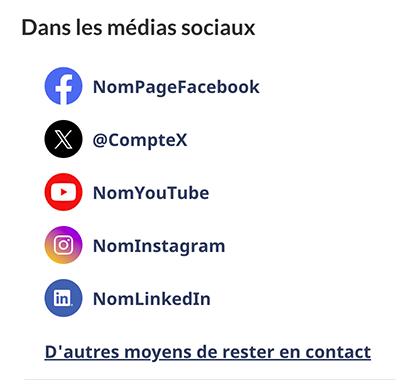 Dans les médias sociaux
NomPageFacebook
@CompteX
NomYouTube
NomInstagram
NomLinkedIn
D'autres moyens de rester en contact